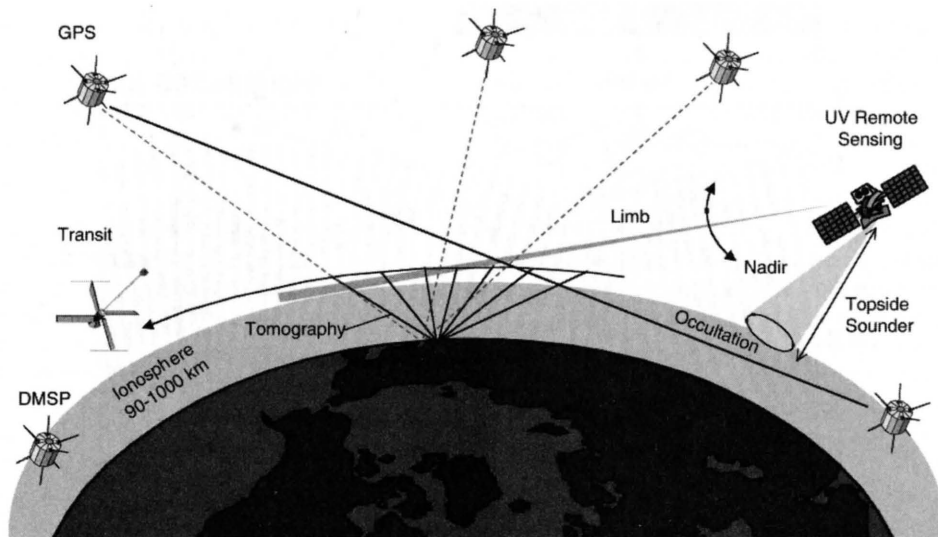 GPS
UV Remote
Sensing
Limb
Transit
Nadir
Topside
Sounder
Tomography
Occultation
Ionosphere
90-1000 km
DMSP